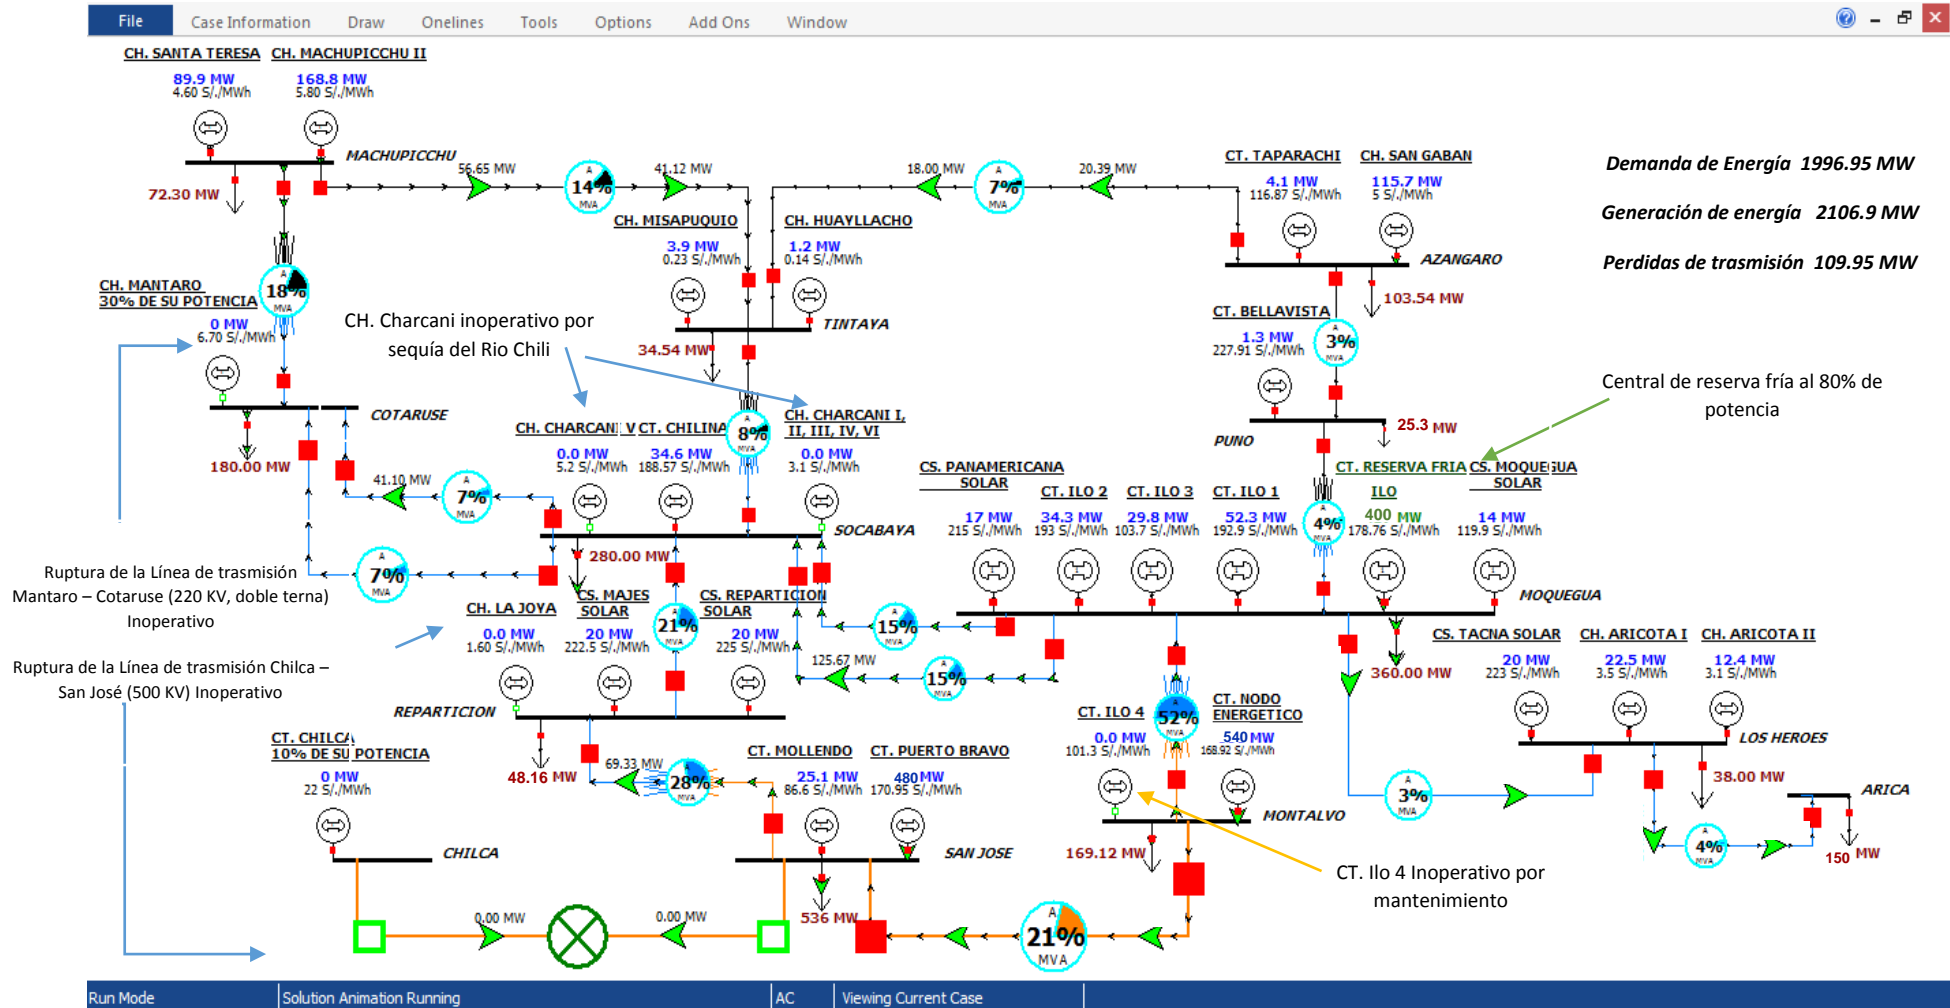 File Case Information Draw Onelines Tools Options Add Ons Window
CH. SANTA TERESA
89.9 MW
4.60 S/./MWh
CH. MACHUPICCHU II
168.8 MW
5.80 S/./MWh
MACHUPICCHU
72.30 MW
56.65 MW
A
14%
MVA
41.12 MW
18.00 MW
A
7%
MVA
20.39 MW
CT. TAPARACHI
4.1 MW
116.87 S/./MWh
CH. SAN GABAN
115.7 MW
5 S/./MWh
AZANGARO
103.54 MW
Demanda de Energía 1996.95 MW
Generación de energía 2106.9 MW
Perdidas de trasmisión 109.95 MW
CH. MISAPUQUIO
3.9 MW
0.23 S/./MWh
CH. HUAYLLACHO
1.2 MW
0.14 S/./MWh
TINTAYA
34.54 MW
A
18%
MVA
CH. MANTARO
30% DE SU POTENCIA
0 MW
6.70 S/./MWh
COTARUSE
180.00 MW
CH. Charcani inoperativo por
sequía del Rio Chili
CT. BELLAVISTA
1.3 MW
227.91 S/./MWh
A
3%
MVA
PUNO
25.3 MW
Central de reserva fría al 80% de
potencia
41.10 MW
A
7%
MVA
A
7%
MVA
CH. CHARCANI V
0.0 MW
5.2 S/./MWh
CT. CHILINA
34.6 MW
188.57 S/./MWh
A
8%
MVA
CH. CHARCANI I,
II, III, IV, VI
0.0 MW
3.1 S/./MWh
SOCABAYA
280.00 MW
CS. PANAMERICANA
SOLAR
17 MW
215 S/./MWh
CT. ILO 2
34.3 MW
193 S/./MWh
CT. ILO 3
29.8 MW
103.7 S/./MWh
CT. ILO 1
52.3 MW
192.9 S/./MWh
A
4%
MVA
CT. RESERVA FRIA
ILO
400 MW
178.76 S/./MWh
CS. MOQUEGUA
SOLAR
14 MW
119.9 S/./MWh
MOQUEGUA
360.00 MW
Ruptura de la Línea de trasmisión
Mantaro – Cotaruse (220 KV, doble terna)
Inoperativo
Ruptura de la Línea de trasmisión Chilca –
San José (500 KV) Inoperativo
CH. LA JOYA
0.0 MW
1.60 S/./MWh
CS. MAJES
SOLAR
20 MW
222.5 S/./MWh
A
21%
MVA
CS. REPARTICION
SOLAR
20 MW
225 S/./MWh
REPARTICION
48.16 MW
A
15%
MVA
125.67 MW
A
15%
MVA
CS. TACNA SOLAR
20 MW
223 S/./MWh
CH. ARICOTA I
22.5 MW
3.5 S/./MWh
CH. ARICOTA II
12.4 MW
3.1 S/./MWh
LOS HEROES
38.00 MW
A
3%
MVA
A
4%
MVA
ARICA
150 MW
CT. CHILCA
10% DE SU POTENCIA
0 MW
22 S/./MWh
CHILCA
69.33 MW
A
28%
MVA
CT. MOLLENDO
25.1 MW
86.6 S/./MWh
CT. PUERTO BRAVO
480 MW
170.95 S/./MWh
SAN JOSE
536 MW
CT. ILO 4
0.0 MW
101.3 S/./MWh
A
52%
MVA
CT. NODO
ENERGETICO
540 MW
168.92 S/./MWh
MONTALVO
169.12 MW
CT. Ilo 4 Inoperativo por
mantenimiento
0.00 MW
0.00 MW
A
21%
MVA
Run Mode Solution Animation Running AC Viewing Current Case